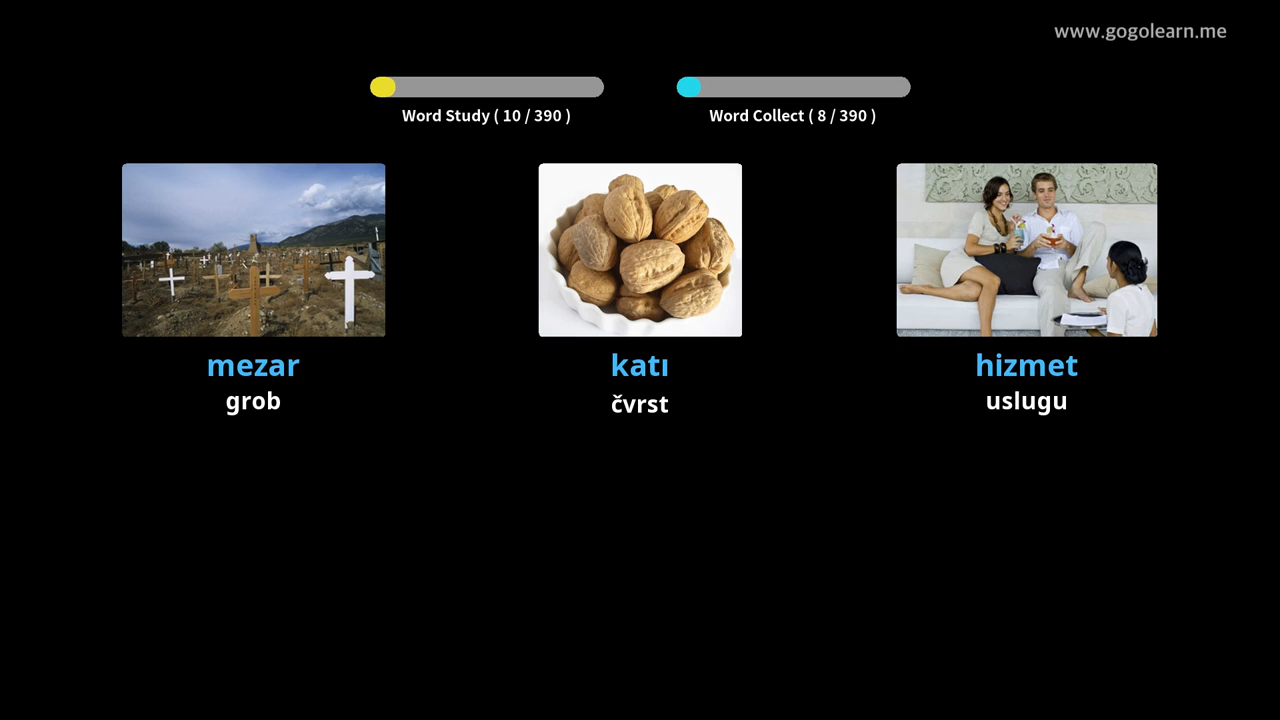 www.gogolearn.me
Word Study ( 10 / 390 )
Word Collect ( 8 / 390 )
mezar
grob
katı
čvrst
hizmet
uslugu